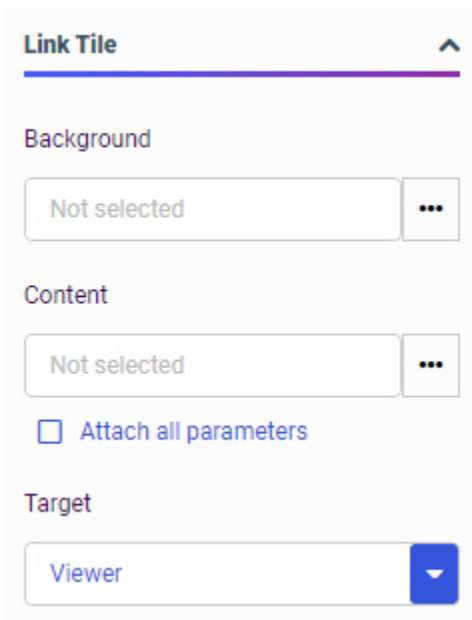 Link Tile
Background
Not selected
Content
Not selected
Attach all parameters
Target
Viewer